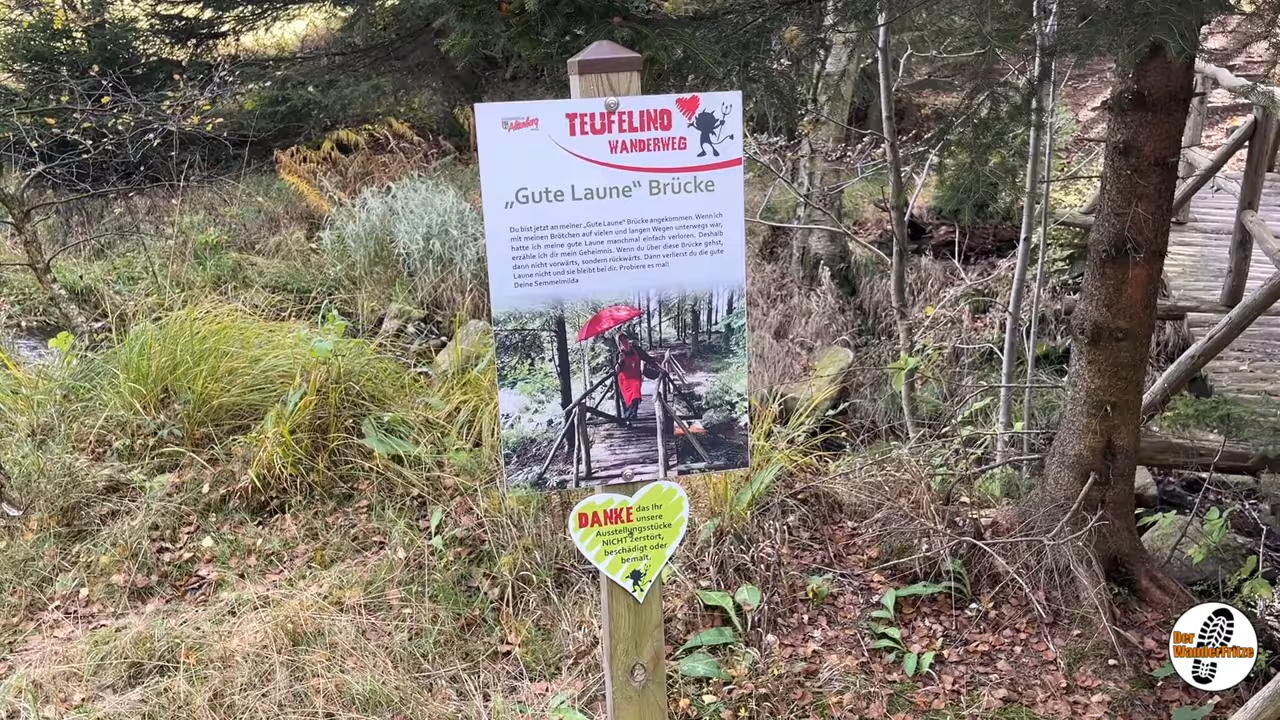 Altenberg
TEUFELINO
WANDERWEG
„Gute Laune" Brücke
Du bist jetzt an meiner „Gute Laune" Brücke angekommen. Wenn ich
mit meinen Brötchen auf vielen und langen Wegen unterwegs war,
hatte ich meine gute Laune manchmal einfach verloren. Deshalb
erzähle ich dir mein Geheimnis. Wenn du über diese Brücke gehst,
dann nicht vorwärts, sondern rückwärts. Dann verlierst du die gute
Laune nicht und sie bleibt bei dir. Probiere es mal!
Deine Semmelmilda
DANKE das Ihr
unsere
Ausstellungsstücke
NICHT zerstört,
beschädigt oder
bemalt.
Der
WanderFritze